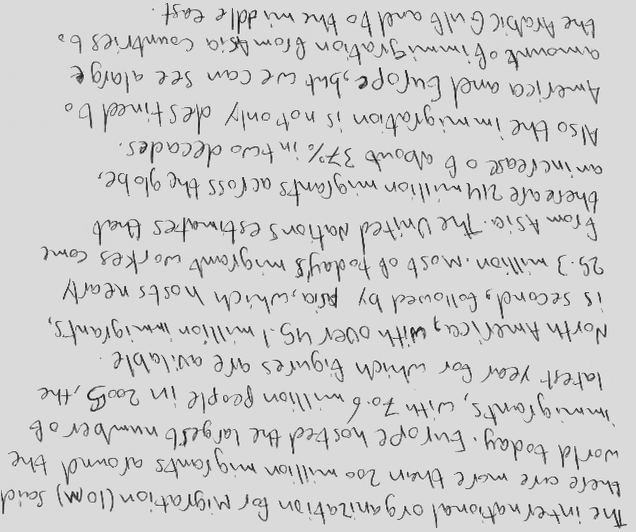 The international organization for Migration (IOM) said
there are more than 200 million migrants around the
world today. Europe hosted the largest number of
immigrants, with 70.6 million people in 2005, the
latest year for which figures are avilable.
North America, with over 45.1 million immigrants,
is second, followed by Asia, which hosts nearly
25.3 million. Most of today's migrant workes come
from Asia. The United Nations estimates that
there are 214 million migrants across the globe,
an increase of about 37% in two decades.
Also the immigration is not only destined to
America and Europe, but we can see a large
amount of immigration from Asia countries to
the Arabic Gulf and to the middle east.